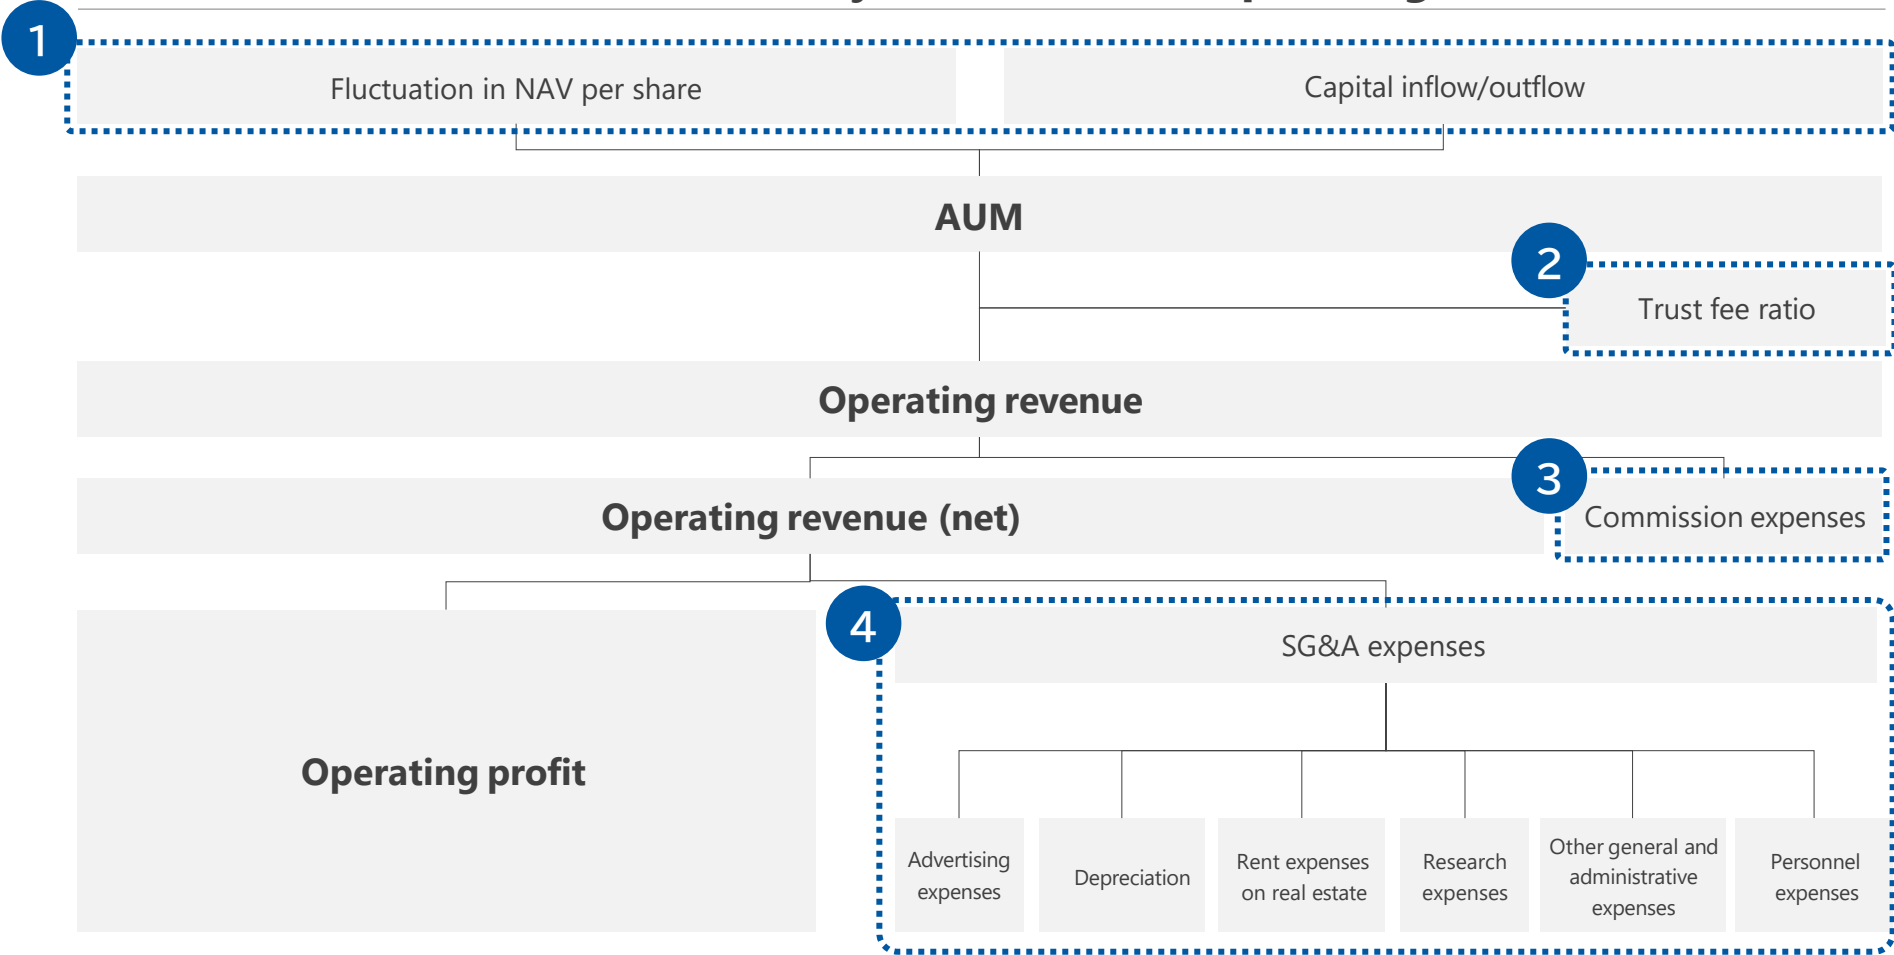 1
Fluctuation in NAV per share
Capital inflow/outflow
AUM
2
Trust fee ratio
Operating revenue
3
Operating revenue (net)
Commission expenses
4
SG&A expenses
Operating profit
Advertising
expenses
Depreciation
Rent expenses
on real estate
Research
expenses
Other general and
administrative
expenses
Personnel
expenses